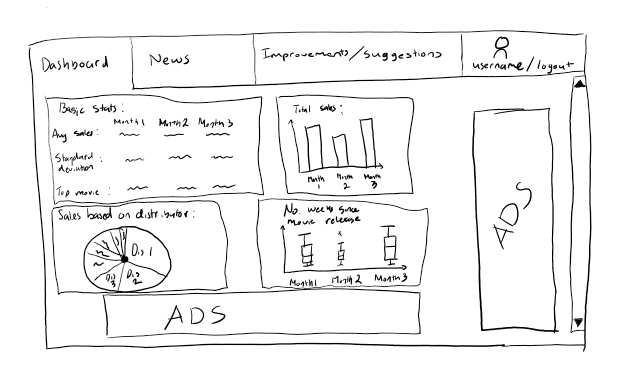 Dashboard
News
Improvements/suggestions
username/logout
Basic Stats:
Month 1 Month 2 Month 3
Avg sales:
Standard
deviation
:
Top movie:
Total sales:
Month
1
Month
2
Month
3
Sales based on distributor:
Dis 1
Dis
2
Dis
3
No. weeks since
movie release
Month 1 Month 2 Month 3
ADS
ADS